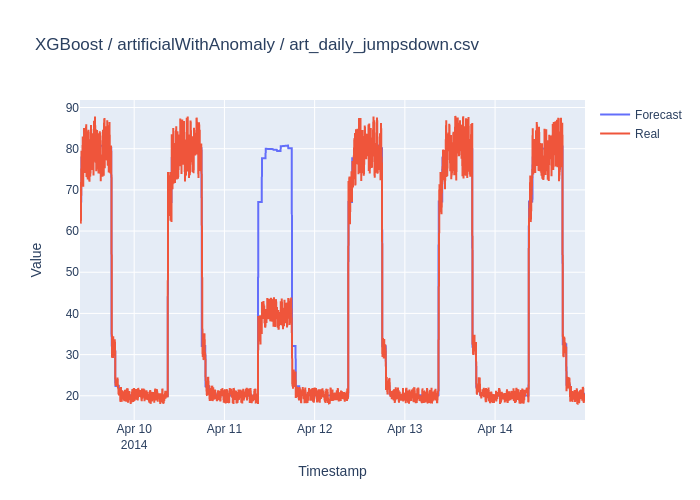 XGBoost / artificialWithAnomaly / art_daily_jumpsdown.csv
90
80
70
60
50
40
30
20
Value
Apr 10
2014
Apr 11
Apr 12
Apr 13
Apr 14
Timestamp
Forecast
Real